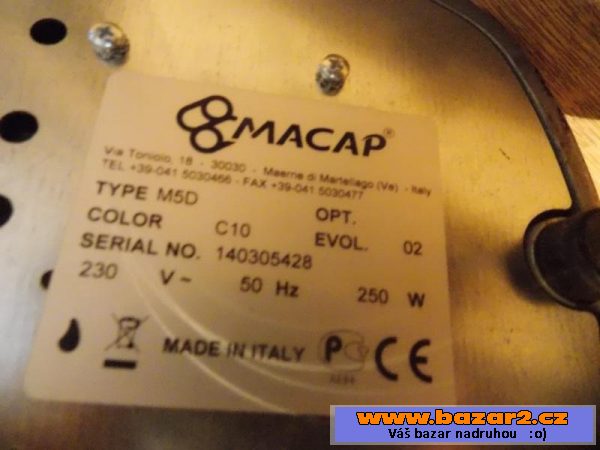 MACAP®
Via Toniolo, 18 - 30030 - Maerne di Martellago (Ve) - Italy
TEL +39-041 5030466 - FAX +39-041 5030477
TYPE M5D OPT.
COLOR C10 EVOL. 02
SERIAL NO. 140305428
230 V~ 50 Hz 250 W
MADE IN ITALY PC CE
www.bazar2.cz
Váš bazar nadruhou :o)